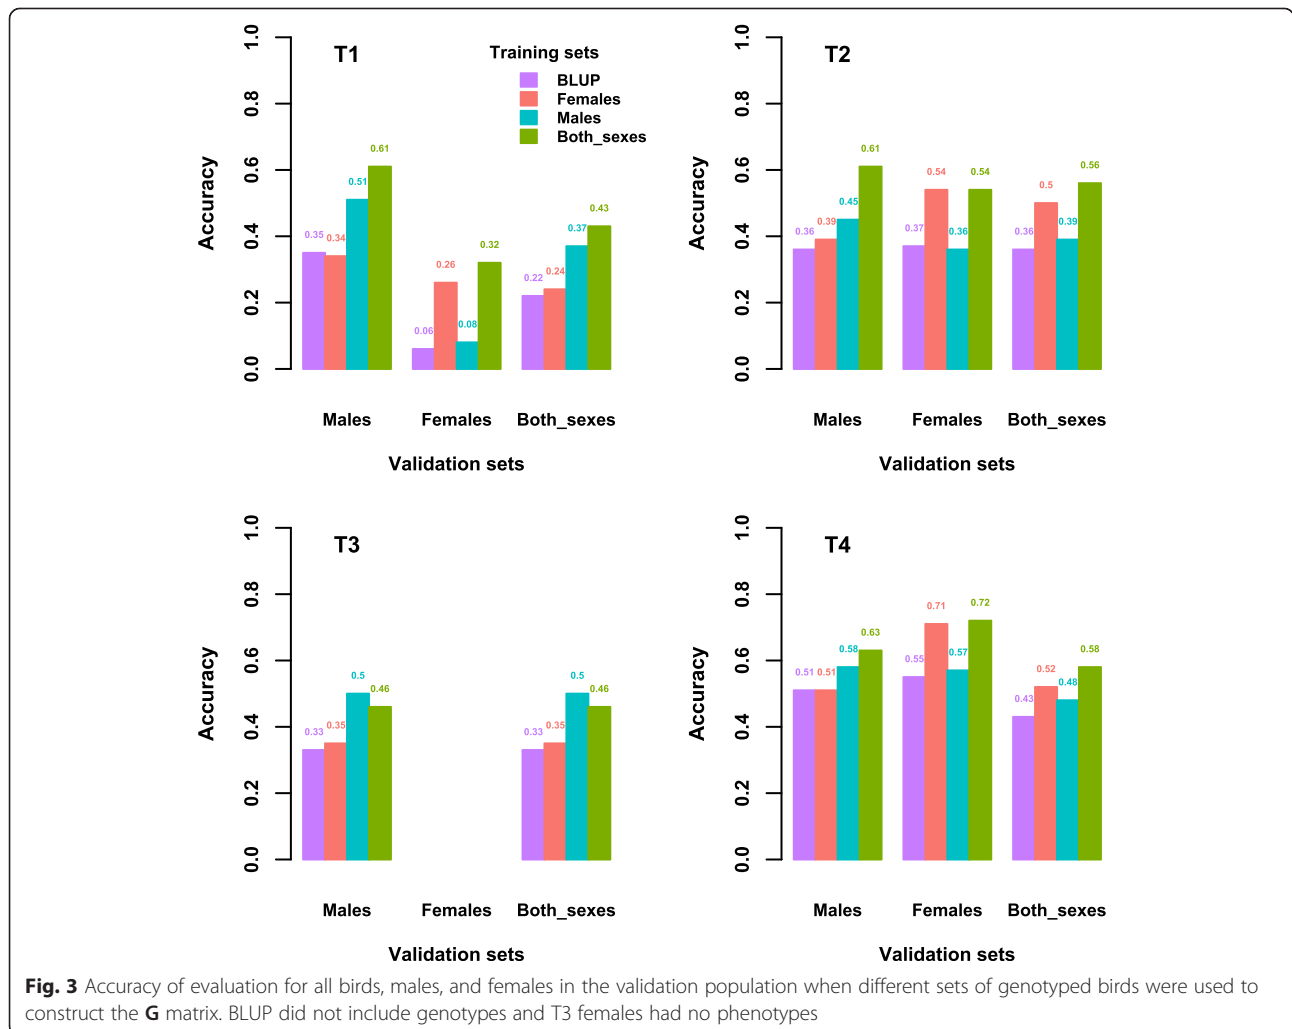 T1
Training sets
BLUP
Females
Males
Both_sexes
Accuracy
0.0 0.2 0.4 0.6 0.8 1.0
0.35 0.34 0.51 0.61
0.06 0.26 0.08 0.32
0.22 0.24 0.37 0.43
Males Females Both_sexes
Validation sets
T2
Accuracy
0.0 0.2 0.4 0.6 0.8 1.0
0.36 0.39 0.45 0.61
0.37 0.54 0.36 0.54
0.36 0.5 0.39 0.56
Males Females Both_sexes
Validation sets
T3
Accuracy
0.0 0.2 0.4 0.6 0.8 1.0
0.33 0.35 0.5 0.46
0.33 0.35 0.5 0.46
Males Females Both_sexes
Validation sets
T4
Accuracy
0.0 0.2 0.4 0.6 0.8 1.0
0.51 0.51 0.58 0.63
0.55 0.71 0.57 0.72
0.43 0.52 0.48 0.58
Males Females Both_sexes
Validation sets
Fig. 3 Accuracy of evaluation for all birds, males, and females in the validation population when different sets of genotyped birds were used to
construct the G matrix. BLUP did not include genotypes and T3 females had no phenotypes